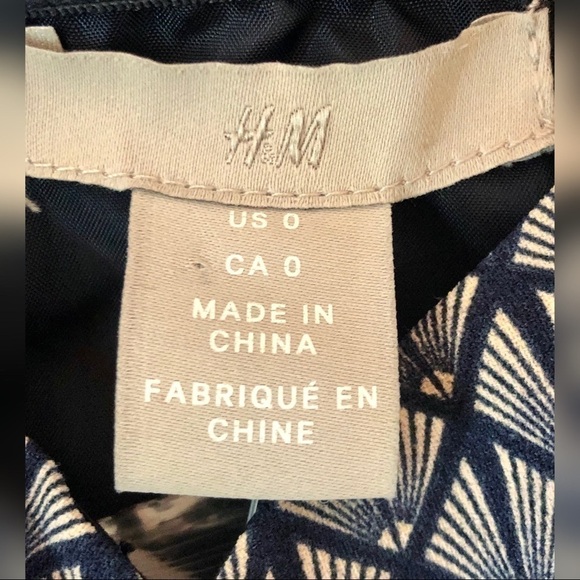 H&M
US 0
CA 0
MADE IN
CHINA
FABRIQUÉ EN
CHINE